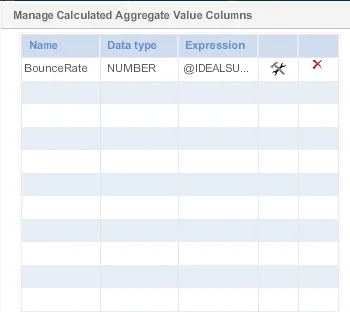 Manage Calculated Aggregate Value Columns
Name Data type Expression
BounceRate NUMBER @IDEALSU...